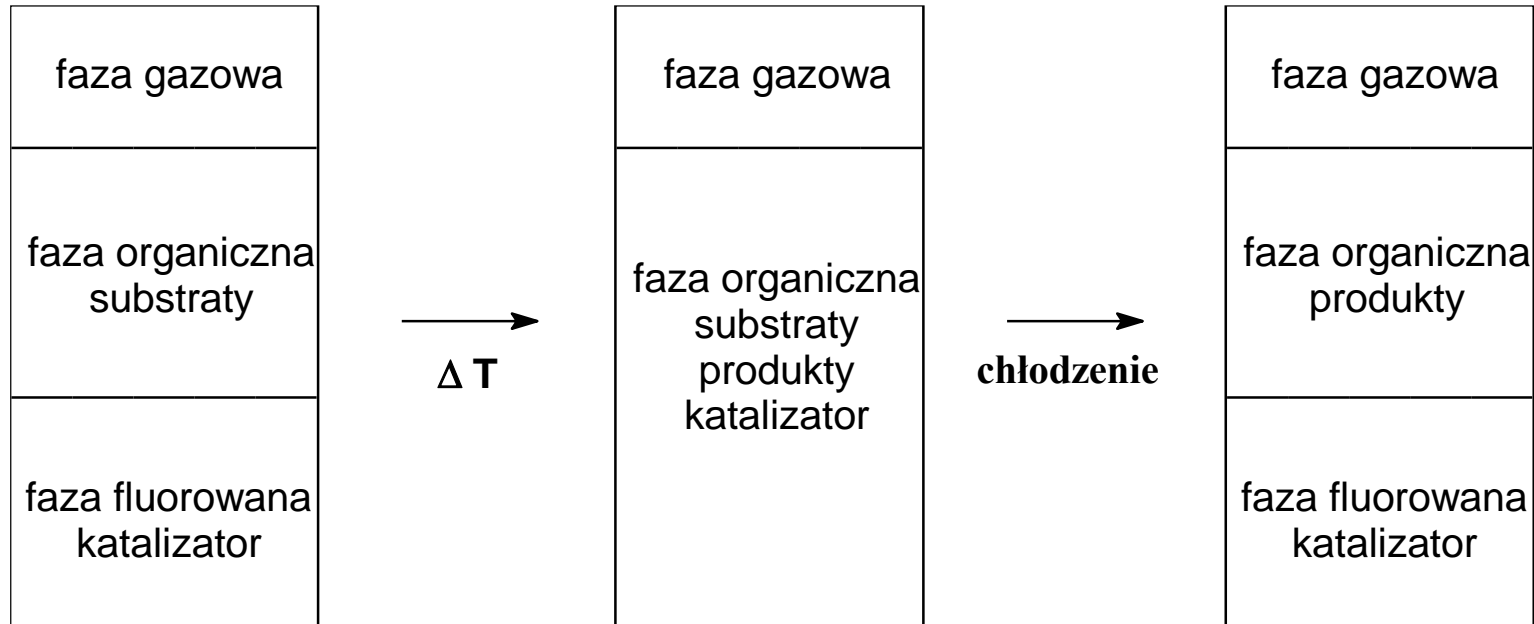 faza gazowa
faza organiczna
substraty
faza fluorowana
katalizator
Δ T
faza gazowa
faza organiczna
substraty
produkty
katalizator
chłodzenie
faza gazowa
faza organiczna
produkty
faza fluorowana
katalizator